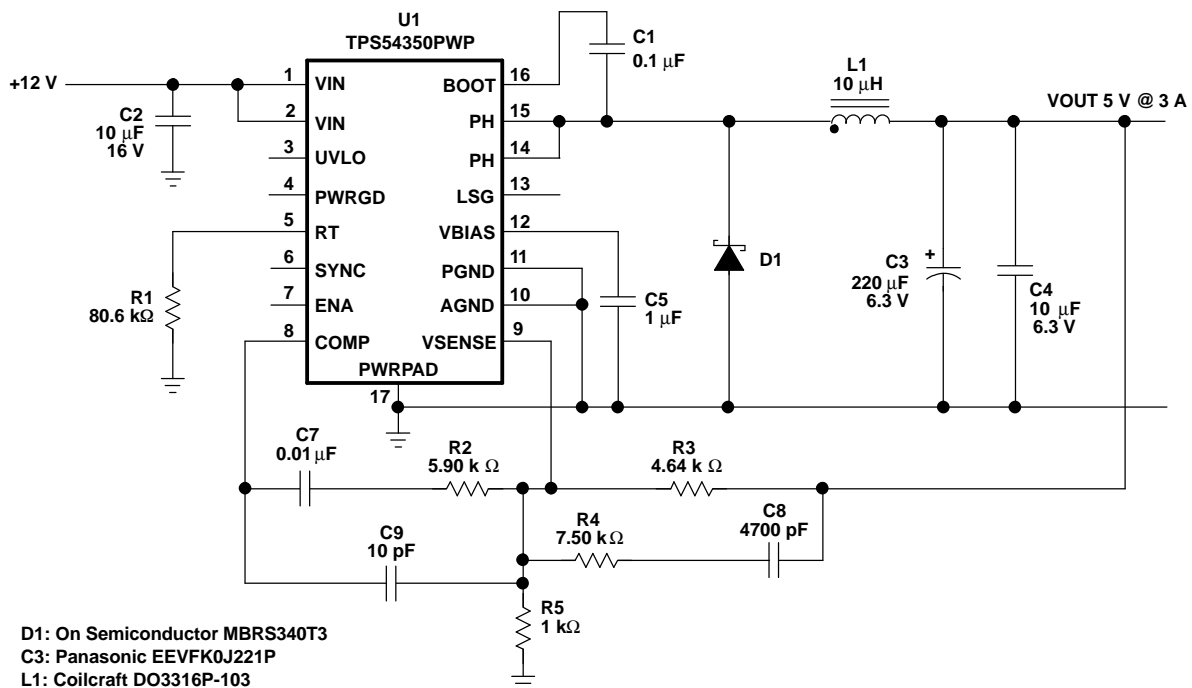 U1
TPS54350PWP
C1
0.1 μF
L1
10 μH
+12 V
VOUT 5 V @ 3 A
C2
10 μF
16 V
1 VIN
2 VIN
3 UVLO
4 PWRGD
5 RT
6 SYNC
7 ENA
8 COMP
BOOT 16
PH 15
PH 14
LSG 13
VBIAS 12
PGND 11
AGND 10
VSENSE 9
PWRPAD
17
R1
80.6 kΩ
C5
1 μF
D1
C3
220 μF
6.3 V
+
C4
10 μF
6.3 V
C7
0.01 μF
R2
5.90 k Ω
R3
4.64 k Ω
C9
10 pF
R4
7.50 k Ω
C8
4700 pF
R5
1 kΩ
D1: On Semiconductor MBRS340T3
C3: Panasonic EEVFK0J221P
L1: Coilcraft DO3316P-103